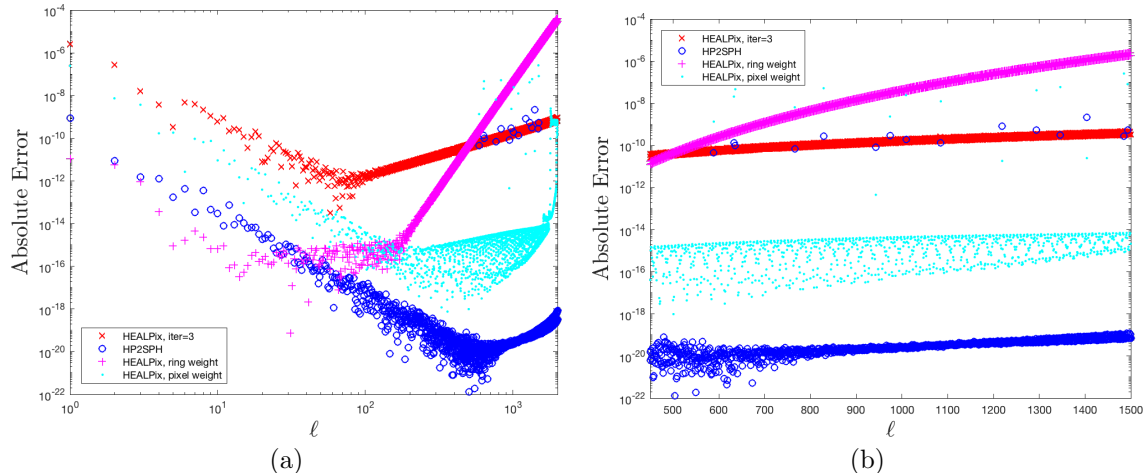 Absolute Error
10^-4
10^-6
10^-8
10^-10
10^-12
10^-14
10^-16
10^-18
10^-20
10^-22
HEALPix, iter=3
HP2SPH
HEALPix, ring weight
HEALPix, pixel weight
10^0 10^1 10^2 10^3
ℓ
(a)
Absolute Error
10^-4
10^-6
10^-8
10^-10
10^-12
10^-14
10^-16
10^-18
10^-20
10^-22
HEALPix, iter=3
HP2SPH
HEALPix, ring weight
HEALPix, pixel weight
500 600 700 800 900 1000 1100 1200 1300 1400 1500
ℓ
(b)